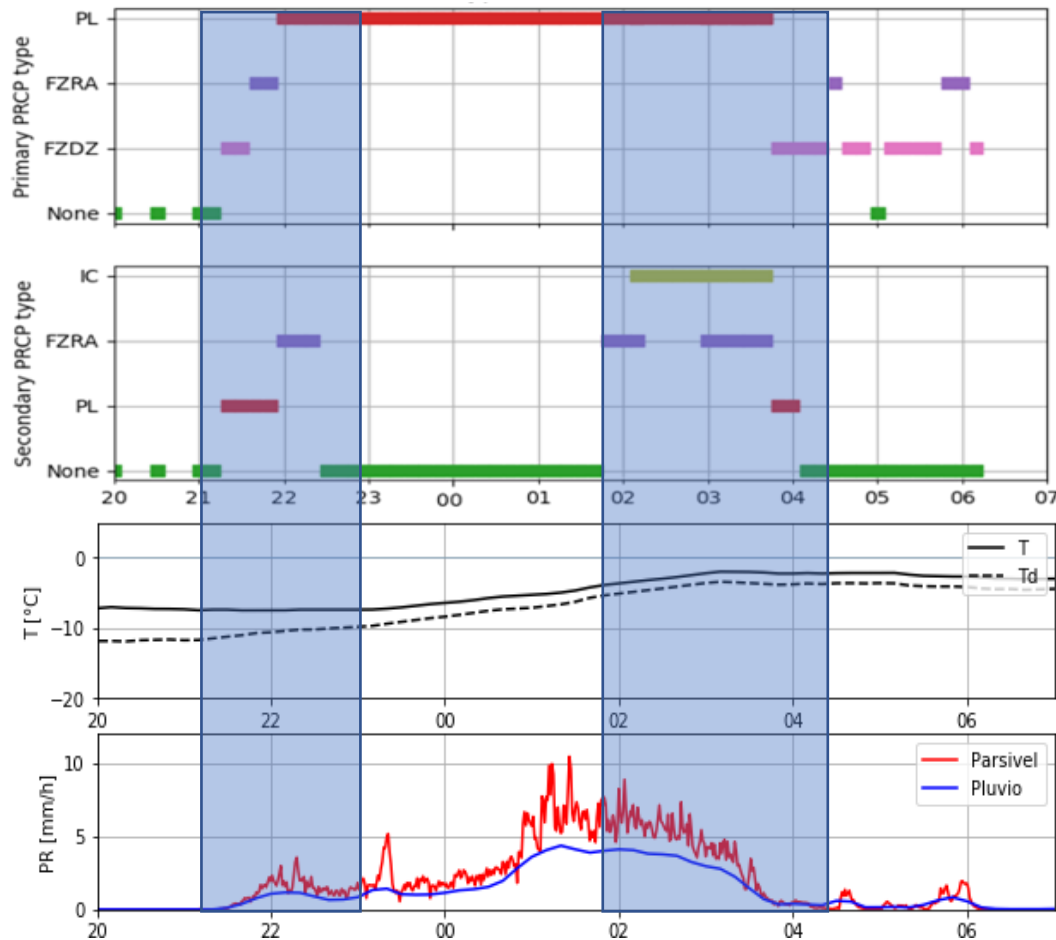 Primary PRCP type
PL
FZRA
FZDZ
None
Secondary PRCP type
IC
FZRA
PL
None
20 21 22 23 00 01 02 03 04 05 06 07
T [°C]
0
−10
−20
T
Td
20 22 00 02 04 06
PR [mm/h]
10
5
0
Parsivel
Pluvio
20 22 00 02 04 06